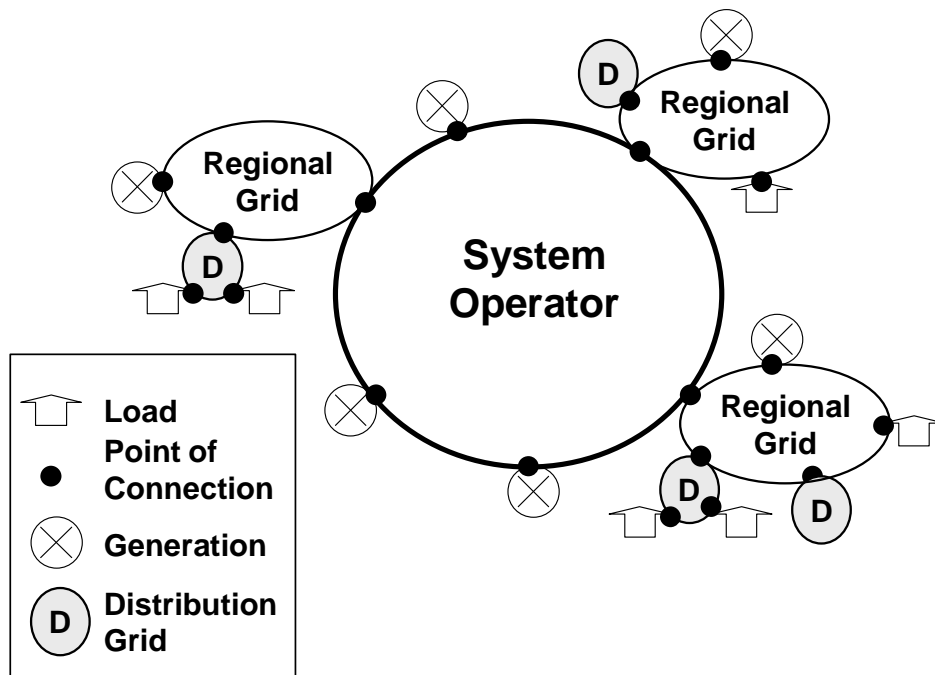 D
Regional
Grid
Regional
Grid
System
Operator
D
Regional
Grid
D
D
Load
Point of
Connection
Generation
D
Distribution
Grid